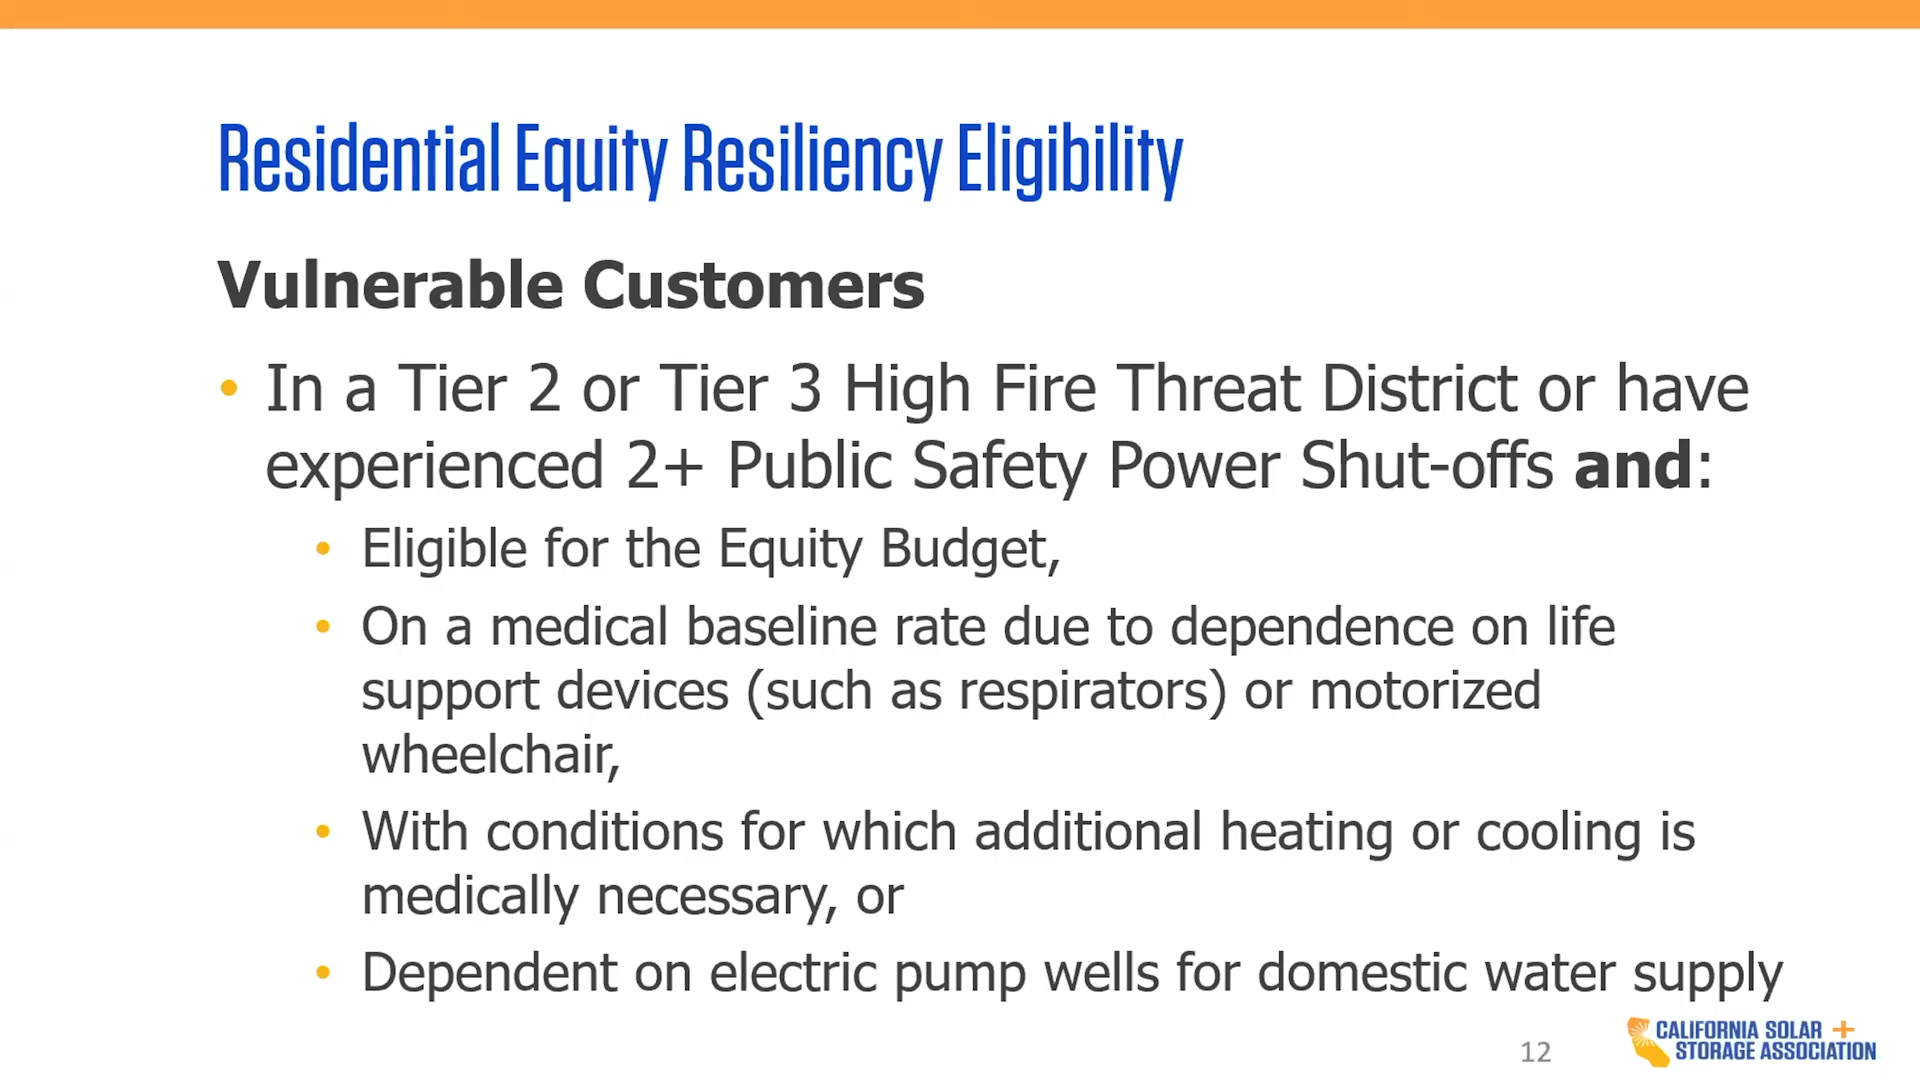 Residential Equity Resiliency Eligibility
Vulnerable Customers
• In a Tier 2 or Tier 3 High Fire Threat District or have
experienced 2+ Public Safety Power Shut-offs and:
• Eligible for the Equity Budget,
• On a medical baseline rate due to dependence on life
support devices (such as respirators) or motorized
wheelchair,
• With conditions for which additional heating or cooling is
medically necessary, or
• Dependent on electric pump wells for domestic water supply
12
CALIFORNIA SOLAR +
STORAGE ASSOCIATION